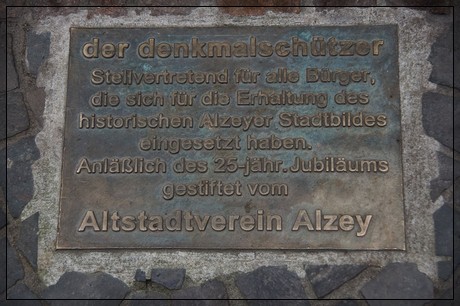 der denkmalschützer
Stellvertretend für alle Bürger,
die sich für die Erhaltung des
historischen Alzeyer Stadtbildes
eingesetzt haben.
Anläßlich des 25-jähr. Jubiläums
gestiftet vom
Altstadtverein Alzey